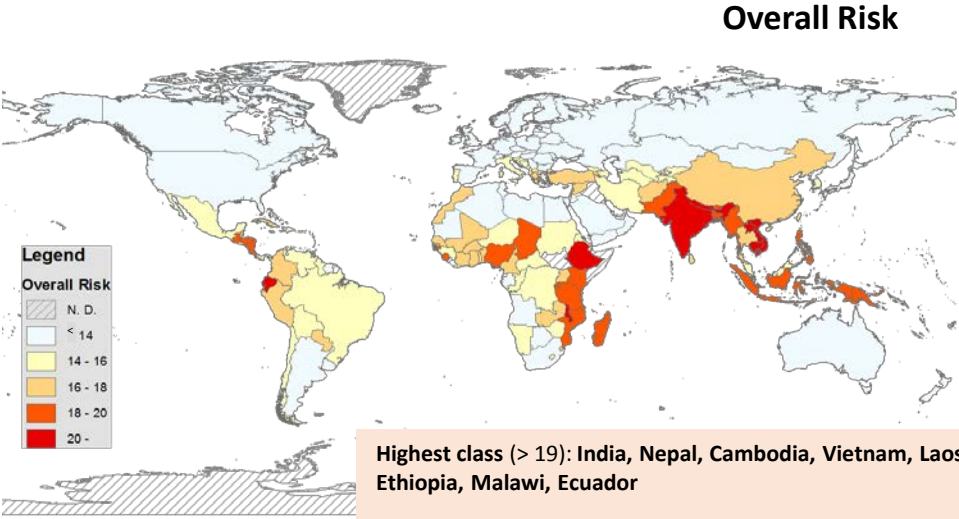 Overall Risk
Legend
Overall Risk
N. D.
< 14
14 - 16
16 - 18
18 - 20
20 -
Highest class (> 19): India, Nepal, Cambodia, Vietnam, Laos
Ethiopia, Malawi, Ecuador